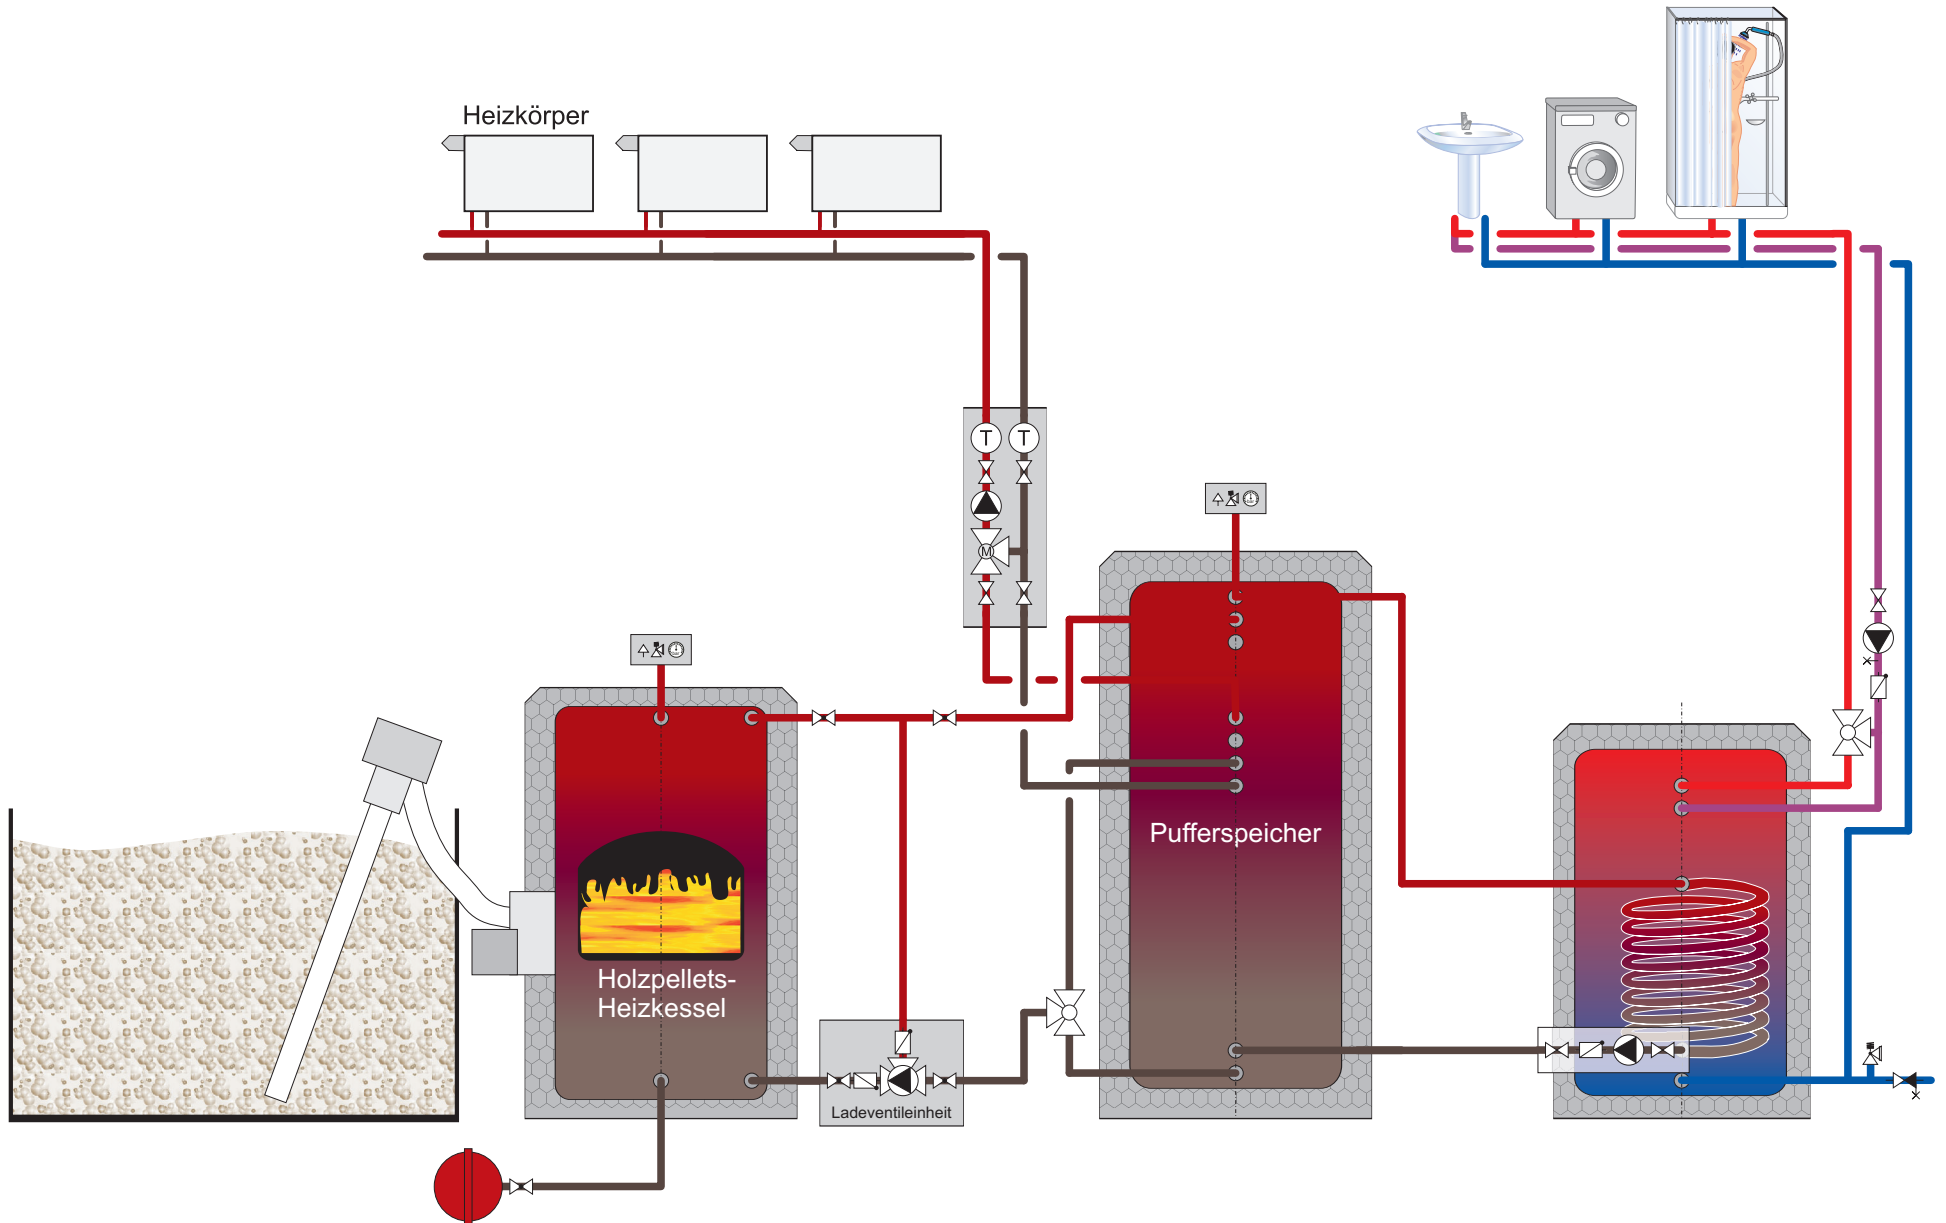 Heizkörper
T T
M
Pufferspeicher
Holzpellets-
Heizkessel
Ladeventileinheit